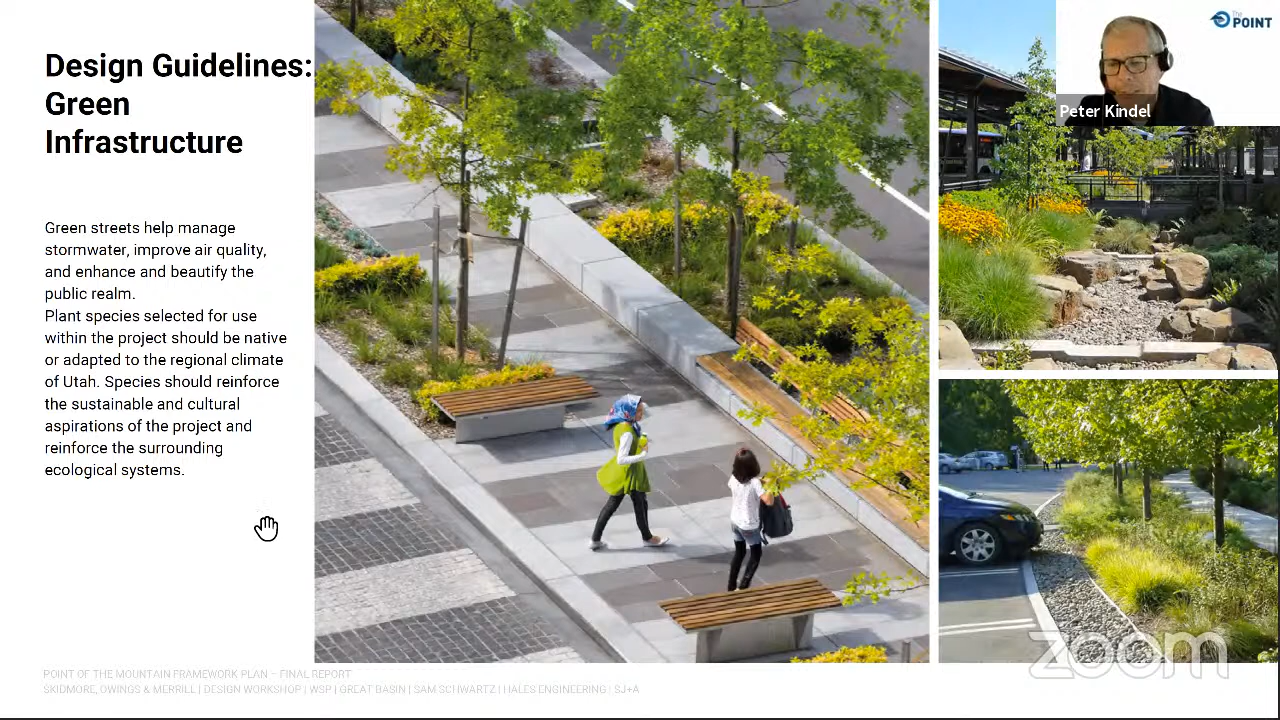 Design Guidelines:
Green
Infrastructure
Green streets help manage
stormwater, improve air quality,
and enhance and beautify the
public realm.
Plant species selected for use
within the project should be native
or adapted to the regional climate
of Utah. Species should reinforce
the sustainable and cultural
aspirations of the project and
reinforce the surrounding
ecological systems.
The
POINT
Peter Kindel
zoom
POINT OF THE MOUNTAIN FRAMEWORK PLAN – FINAL REPORT
SKIDMORE, OWINGS & MERRILL | DESIGN WORKSHOP | WSP | GREAT BASIN | SAM SCHWARTZ | HALES ENGINEERING | SJ+A